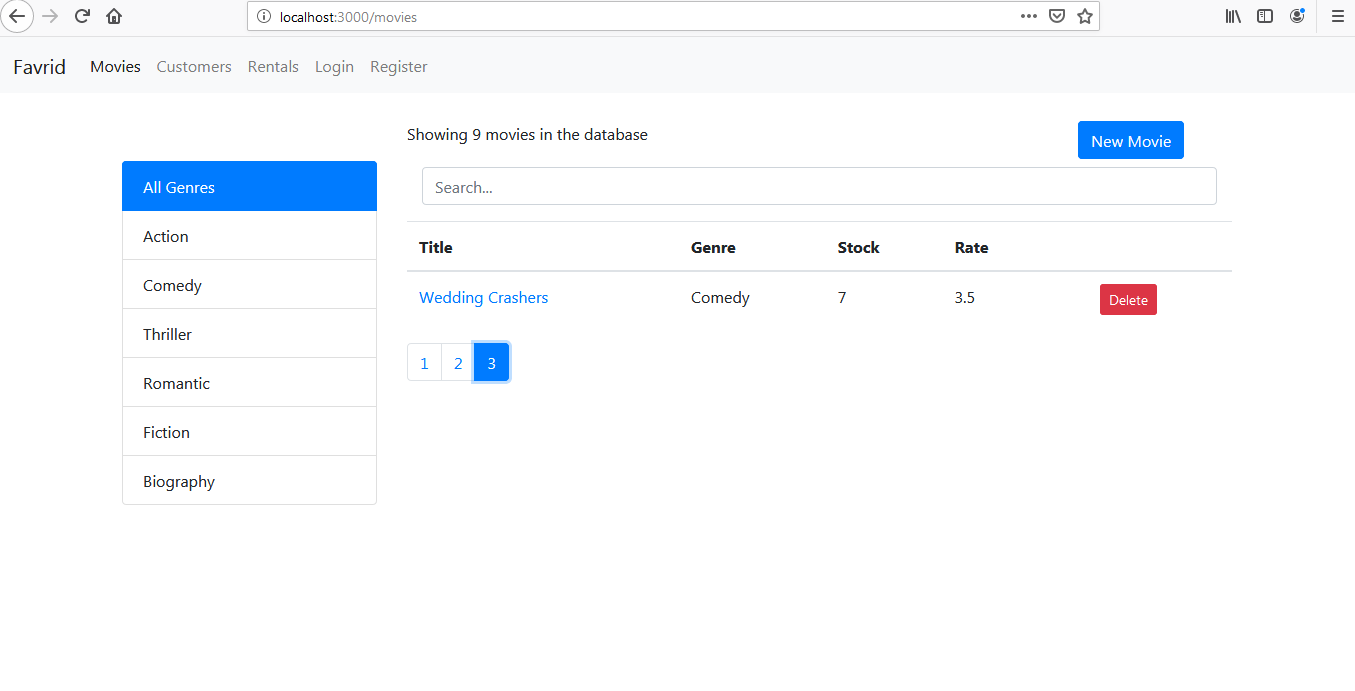 localhost:3000/movies
Favrid Movies Customers Rentals Login Register
Showing 9 movies in the database
New Movie
Search...
All Genres
Action
Comedy
Thriller
Romantic
Fiction
Biography
Title Genre Stock Rate
Wedding Crashers Comedy 7 3.5 Delete
1 2 3